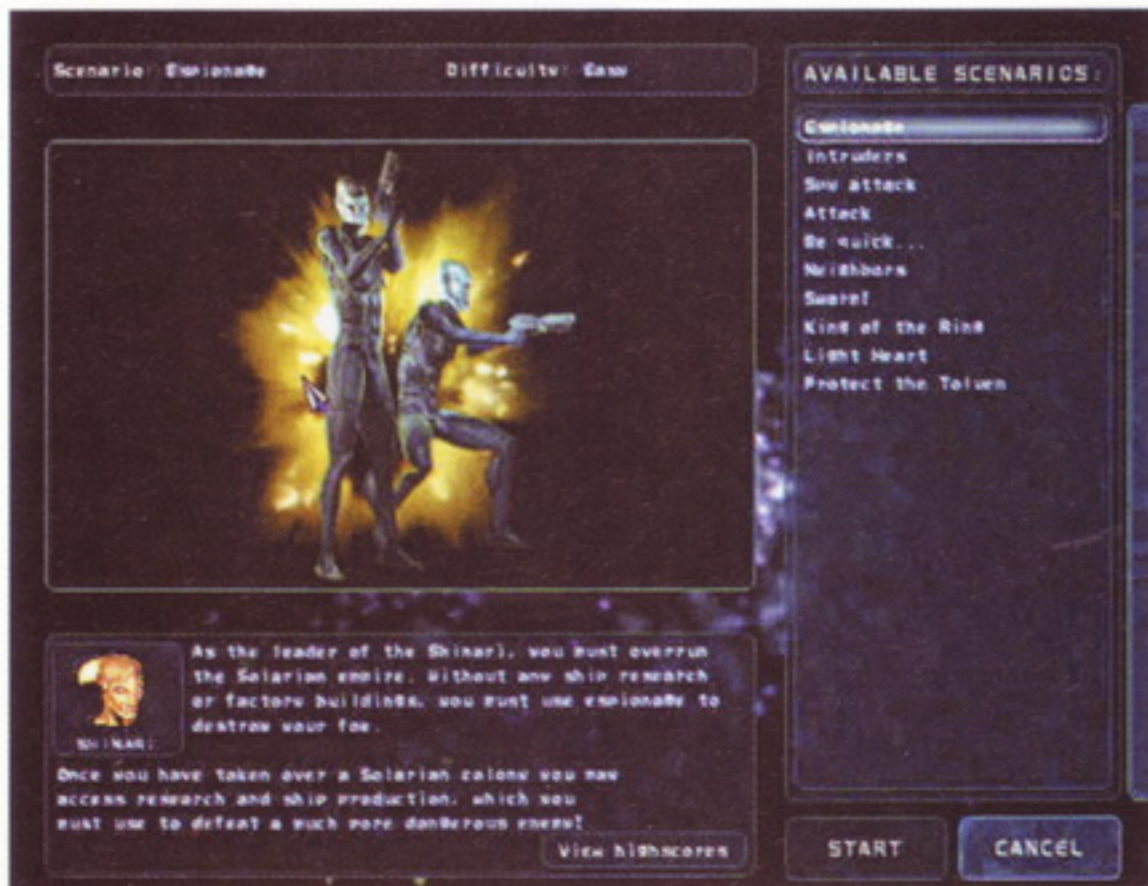 Scenario: Espionage
Difficulty: Easy
AVAILABLE SCENARIOS:
Espionage
Intruders
Spy attack
Attack
Be quick...
Neighbors
Swarm!
King of the Ring
Light Heart
Protect the Tolven
As the leader of the Shinari, you must overrun
the Solarian empire. Without any ship research
or factory buildings, you must use espionage to
destroy your foe.
SHINARI
Once you have taken over a Solarian colony you may
access research and ship production, which you
must use to defeat a much more dangerous enemy!
View highscores
START
CANCEL